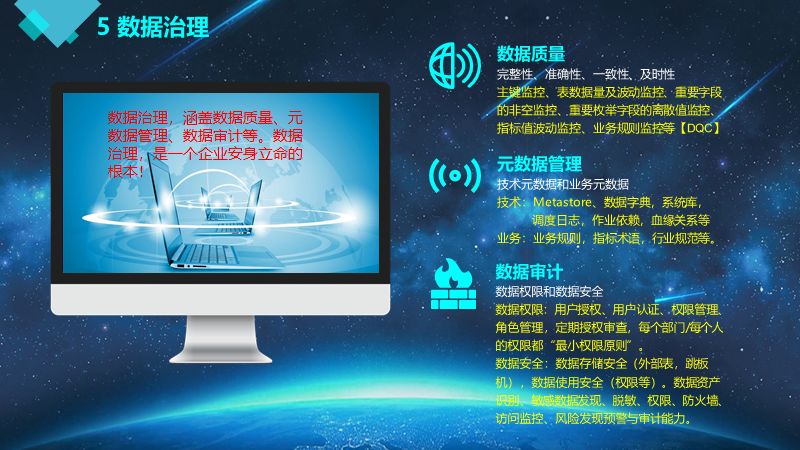 5 数据治理
数据治理，涵盖数据质量、元
数据管理、数据审计等。数据
治理，是一个企业安身立命的
根本！
数据质量
完整性、准确性、一致性、及时性
主键监控、表数据量及波动监控、重要字段
的非空监控、重要枚举字段的离散值监控、
指标值波动监控、业务规则监控等【DQC】
元数据管理
技术元数据和业务元数据
技术：Metastore、数据字典，系统库，
调度日志，作业依赖，血缘关系等
业务：业务规则，指标术语，行业规范等。
数据审计
数据权限和数据安全
数据权限：用户授权、用户认证、权限管理、
角色管理，定期授权审查，每个部门/每个人
的权限都“最小权限原则”。
数据安全：数据存储安全（外部表，跳板
机），数据使用安全（权限等）。数据资产
识别、敏感数据发现、脱敏、权限、防火墙、
访问监控、风险发现预警与审计能力。